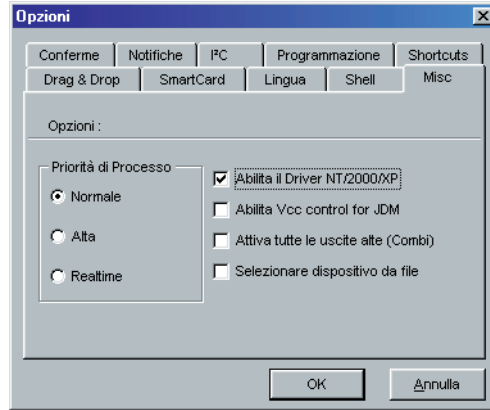 Opzioni
Conferme Notifiche I²C Programmazione Shortcuts
Drag & Drop SmartCard Lingua Shell Misc
Opzioni :
Priorità di Processo
Normale
Alta
Realtime
Abilita il Driver NT/2000/XP
Abilita Vcc control for JDM
Attiva tutte le uscite alte (Combi)
Selezionare dispositivo da file
OK Annulla